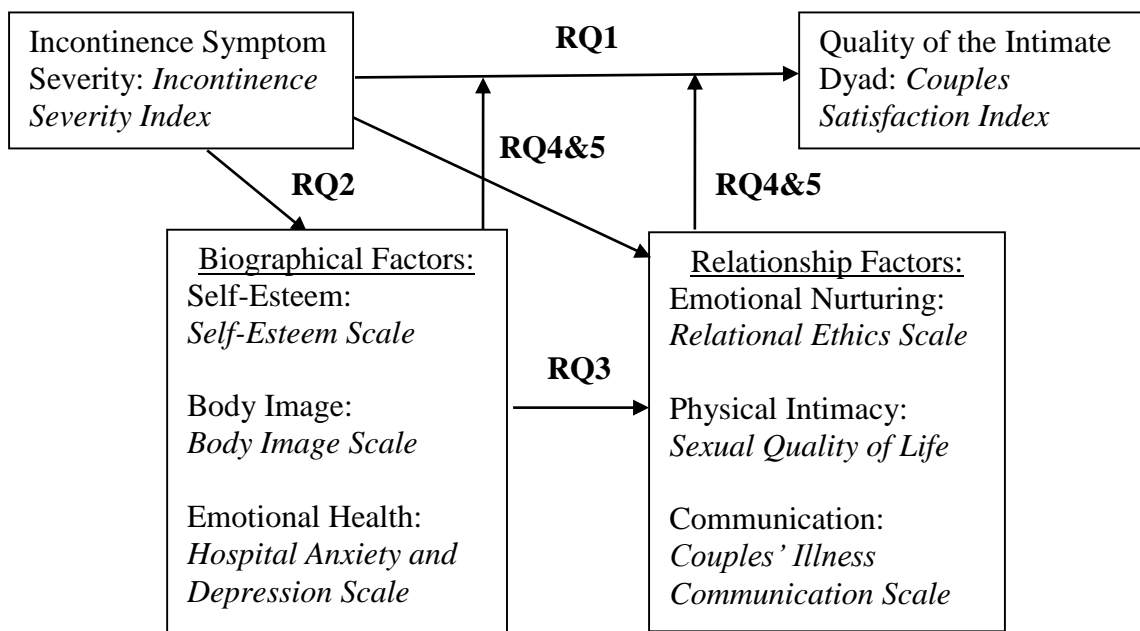 Incontinence Symptom
Severity: Incontinence
Severity Index
RQ1
Quality of the Intimate
Dyad: Couples
Satisfaction Index
RQ2
RQ4&5
RQ4&5
Biographical Factors:
Self-Esteem:
Self-Esteem Scale
Body Image:
Body Image Scale
Emotional Health:
Hospital Anxiety and
Depression Scale
RQ3
Relationship Factors:
Emotional Nurturing:
Relational Ethics Scale
Physical Intimacy:
Sexual Quality of Life
Communication:
Couples’ Illness
Communication Scale